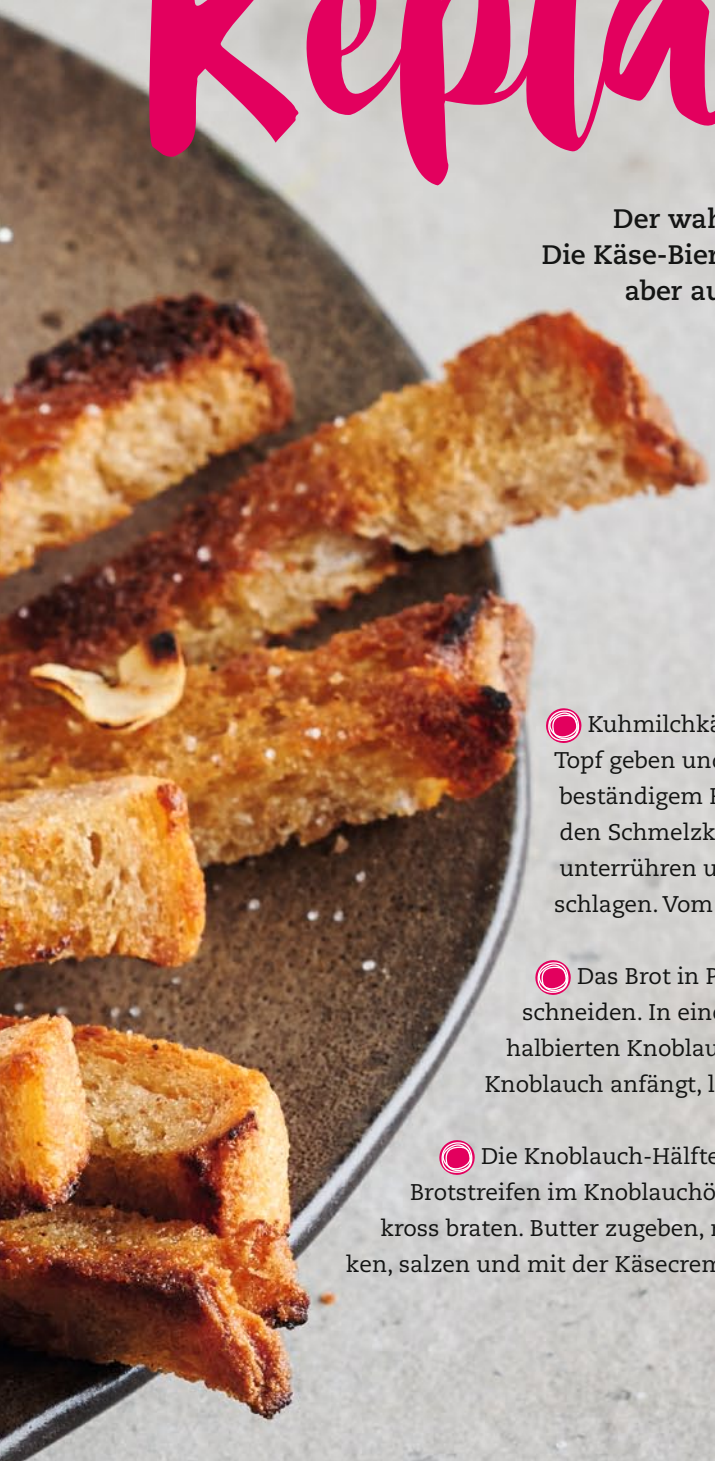 Kepta
Der wah
Die Käse-Bier
aber au
Kuhmilchkä
Topf geben und
beständigem
den Schmelzk
unterrühren u
schlagen. Vom
Das Brot in P
schneiden. In eine
halbierten Knoblau
Knoblauch anfängt, l
Die Knoblauch-Hälfte
Brotstreifen im Knoblauchö
kross braten. Butter zugeben,
ken, salzen und mit der Käsecrem